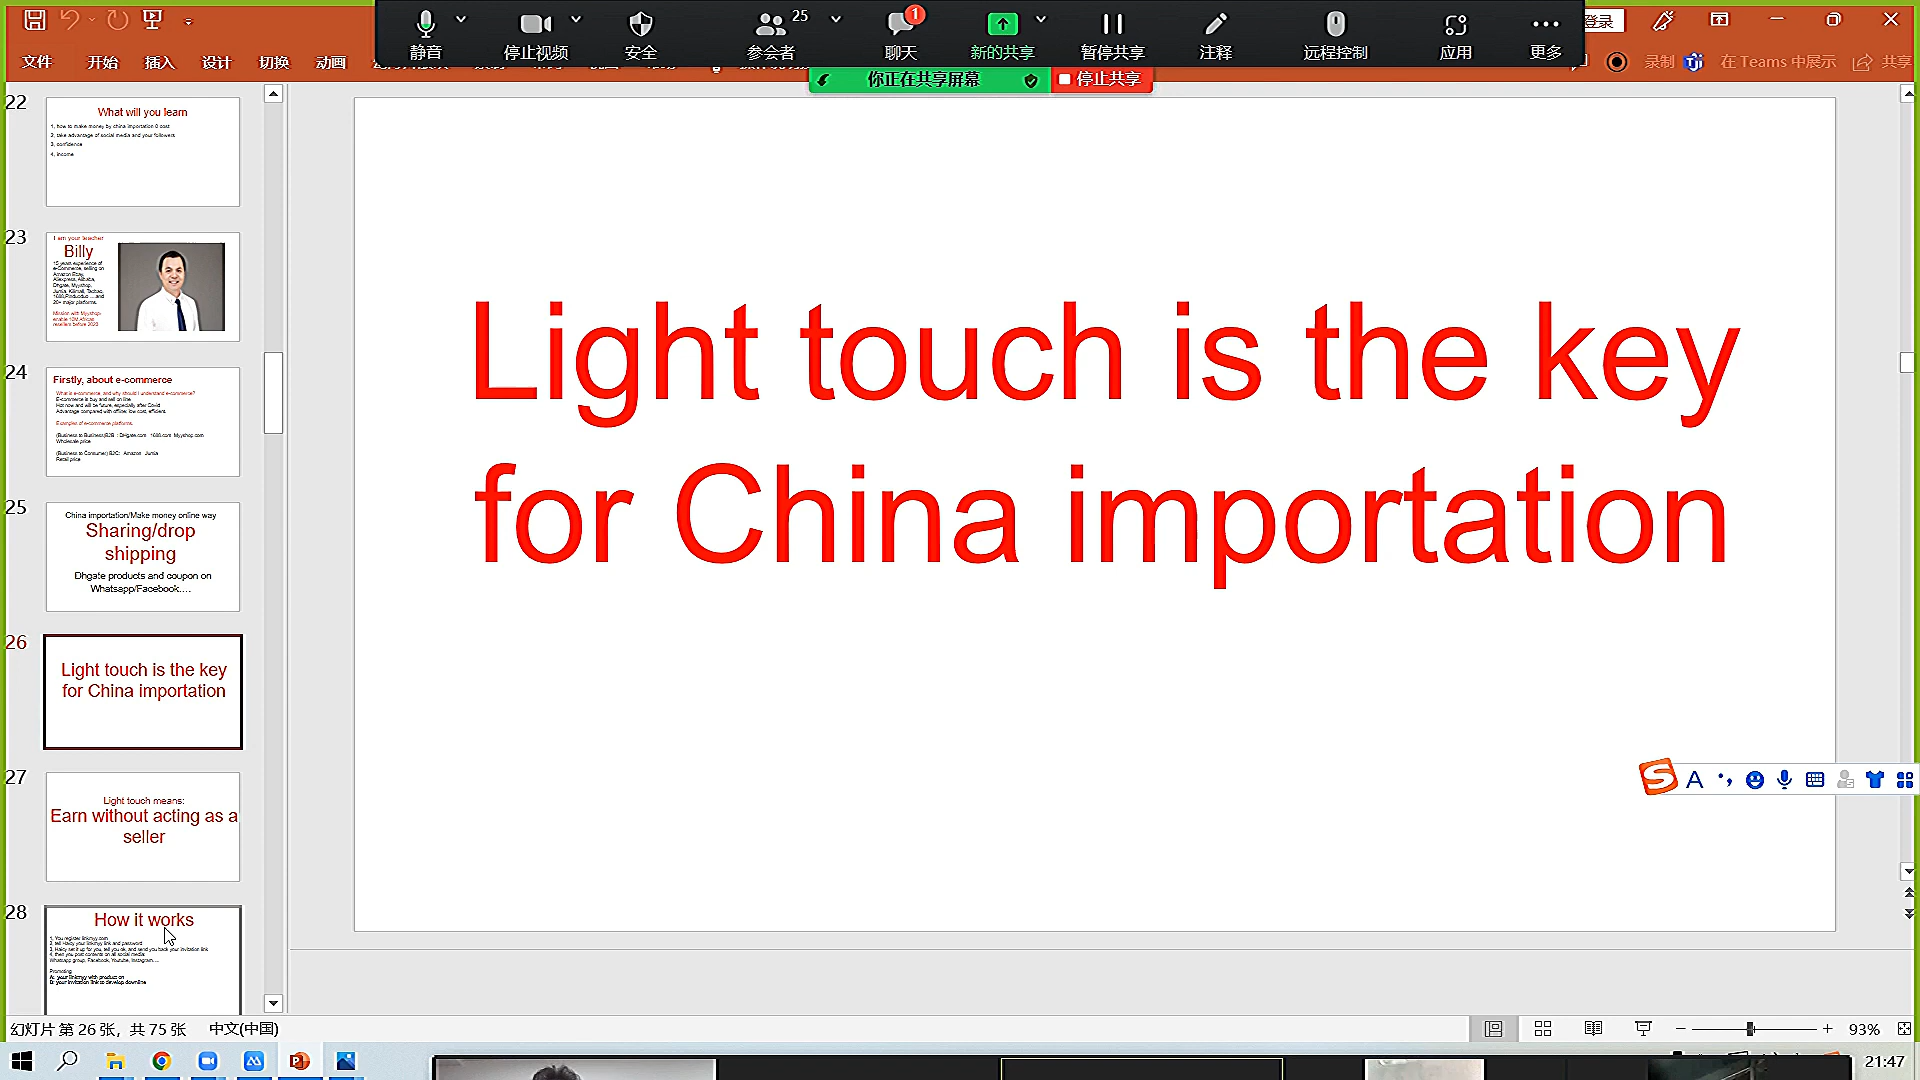 登录
文件 开始 插入 设计 切换 动画
静音 停止视频 安全 25 参会者 1 聊天 新的共享 暂停共享 注释 远程控制 应用 更多
录制 在 Teams 中展示 共享
你正在共享屏幕 停止共享
22
What will you learn
1, how to make money by china importation 0 cost
2, take advantage of social media and your followers
3, confidence
4, income
23
I am your teacher
Billy
15 years experience of
e-Commerce, selling on
Amazon Ebay,
Aliexpress, Alibaba,
Dhgate, Myyshop,
Jumia, Kilimall, Taobao,
1688,Pinduoduo ....and
20+ major platforms.
Mission with Myyshop:
enable 10M African
resellers before 2023
24
Firstly, about e-commerce
What is e-commerce, and why should I understand e-commerce?
E-commerce is buy and sell on line
Hot now and will be future, especially after Covid
Advantage compared with offline: low cost, efficient.
Examples of e-commerce platforms.
(Business to Business)B2B : DHgate.com 1688.com Myyshop.com
Wholesale price
(Business to Consumer) B2C: Amazon Jumia
Retail price
25
China importation/Make money online way
Sharing/drop
shipping
Dhgate products and coupon on
Whatsapp/Facebook....
26
Light touch is the key
for China importation
27
Light touch means:
Earn without acting as a
seller
28
How it works
1, You register linkmyy.com
2, tell Haicy your linkmyy link and password
3, Haicy set it up for you, tell you ok, and send you back your invitation link
4, then you post contents on all social media:
Whatsapp group, Facebook, Youtube, Instagram....
Promoting
A: your linkmyy with product on
B: your invitation link to develop downline
Light touch is the key
for China importation
A
幻灯片 第 26 张，共 75 张 中文(中国)
93%
21:47